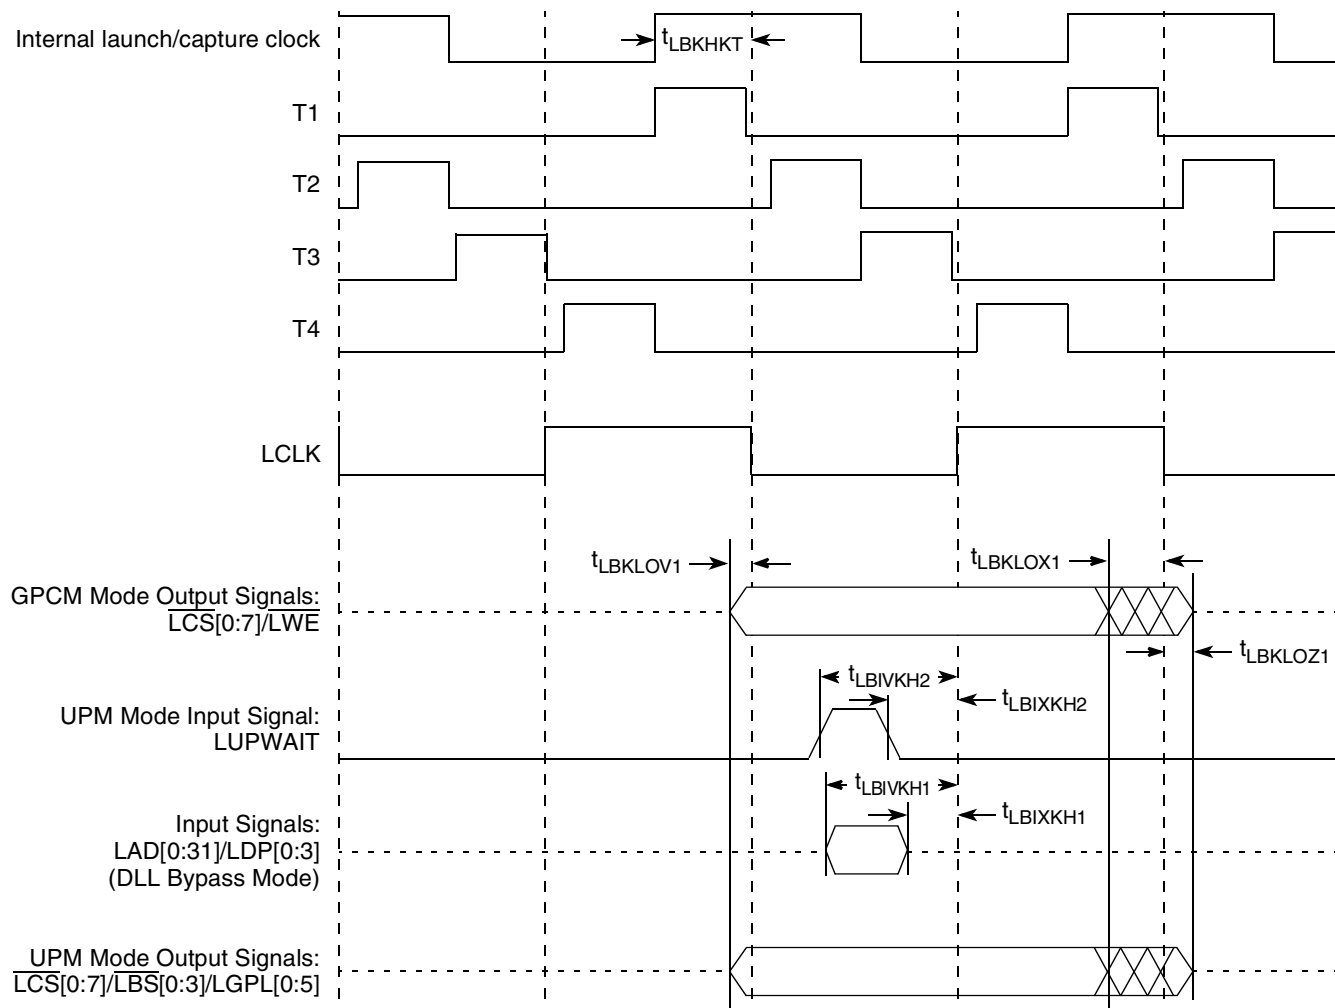 Internal launch/capture clock
tLBKHKT
T1
T2
T3
T4
LCLK
tLBKLOV1
tLBKLOX1
GPCM Mode Output Signals:
LCS[0:7]/LWE
tLBKLOZ1
tLBIVKH2
tLBIXKH2
UPM Mode Input Signal:
LUPWAIT
tLBIVKH1
tLBIXKH1
Input Signals:
LAD[0:31]/LDP[0:3]
(DLL Bypass Mode)
UPM Mode Output Signals:
LCS[0:7]/LBS[0:3]/LGPL[0:5]